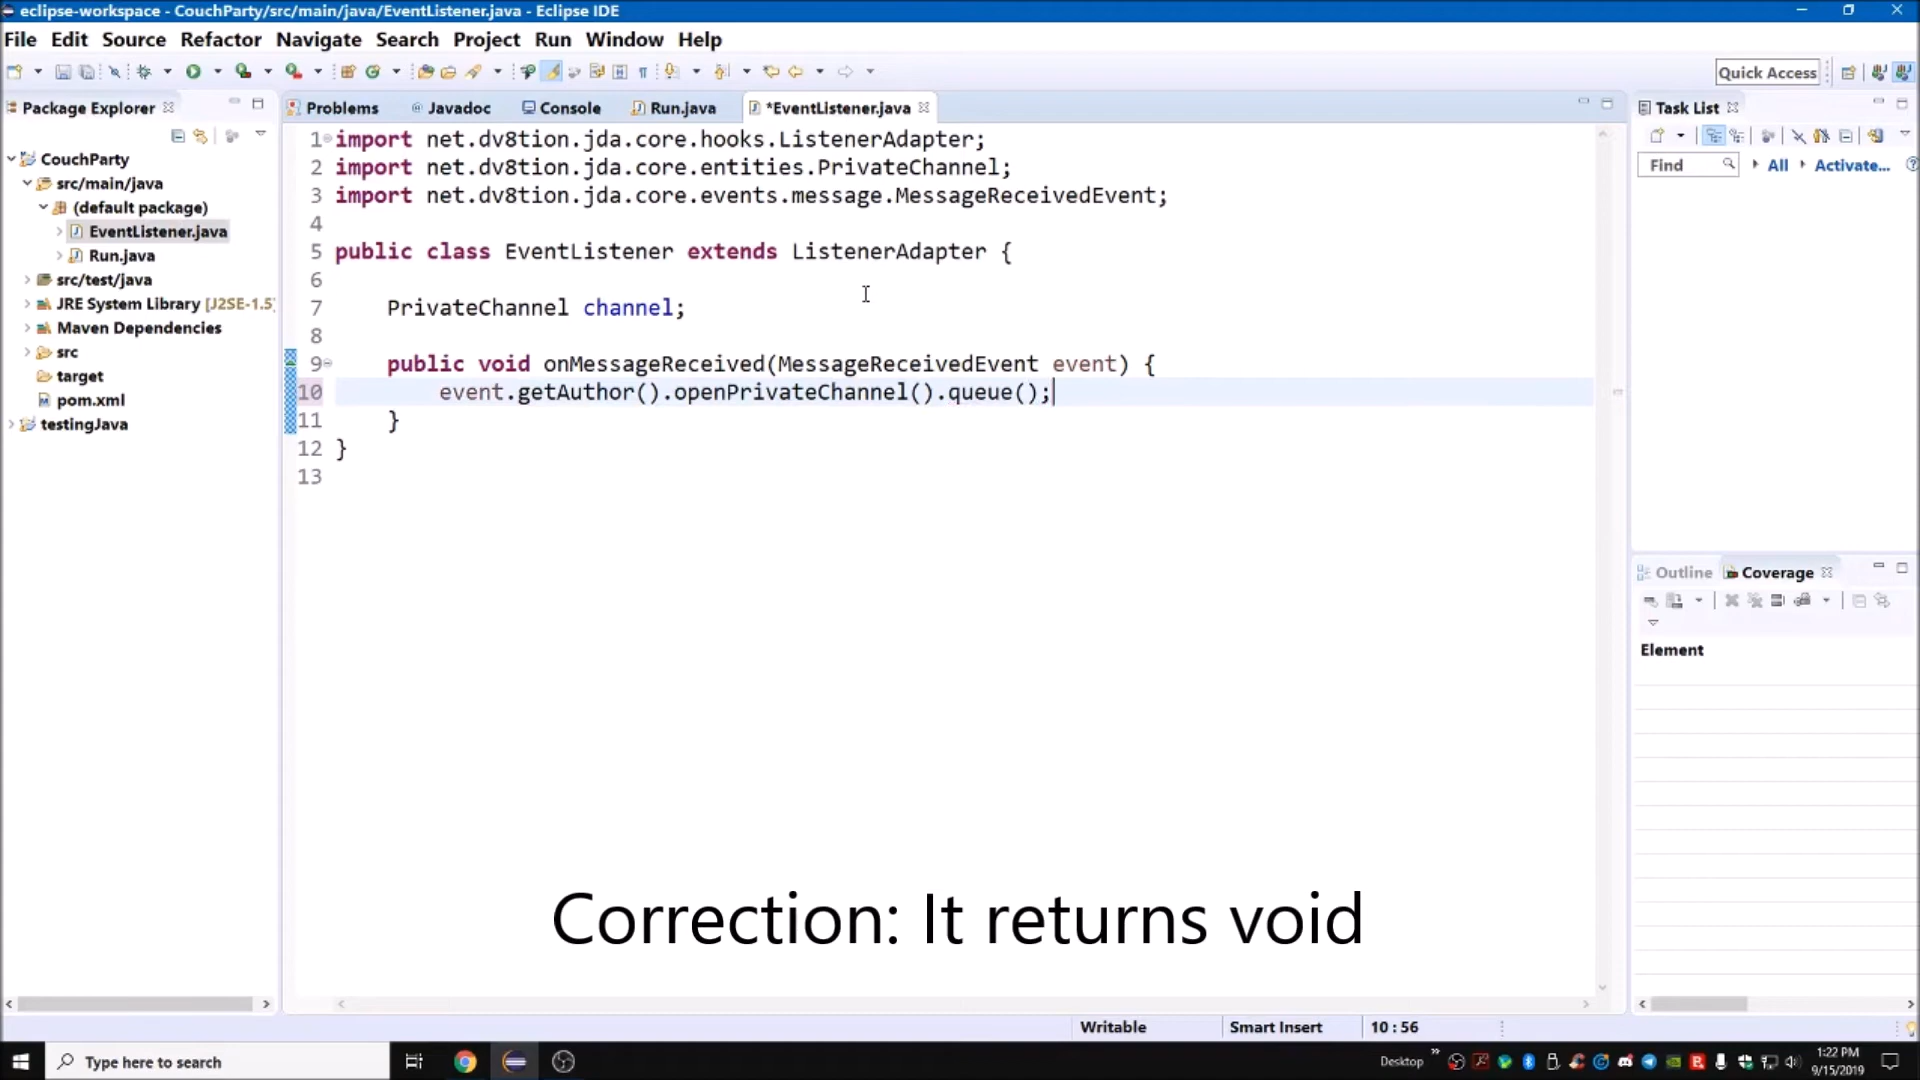 eclipse-workspace - CouchParty/src/main/java/EventListener.java - Eclipse IDE
File Edit Source Refactor Navigate Search Project Run Window Help
Quick Access
Package Explorer
Problems Javadoc Console Run.java *EventListener.java
Task List
CouchParty
src/main/java
(default package)
EventListener.java
Run.java
src/test/java
JRE System Library [J2SE-1.5]
Maven Dependencies
src
target
pom.xml
testingJava
1 import net.dv8tion.jda.core.hooks.ListenerAdapter;
2 import net.dv8tion.jda.core.entities.PrivateChannel;
3 import net.dv8tion.jda.core.events.message.MessageReceivedEvent;
4
5 public class EventListener extends ListenerAdapter {
6
7 PrivateChannel channel;
8
9 public void onMessageReceived(MessageReceivedEvent event) {
10 event.getAuthor().openPrivateChannel().queue();
11 }
12 }
13
Find All Activate...
Outline Coverage
Element
Correction: It returns void
Writable Smart Insert 10 : 56
Type here to search
Desktop
1:22 PM
9/15/2019